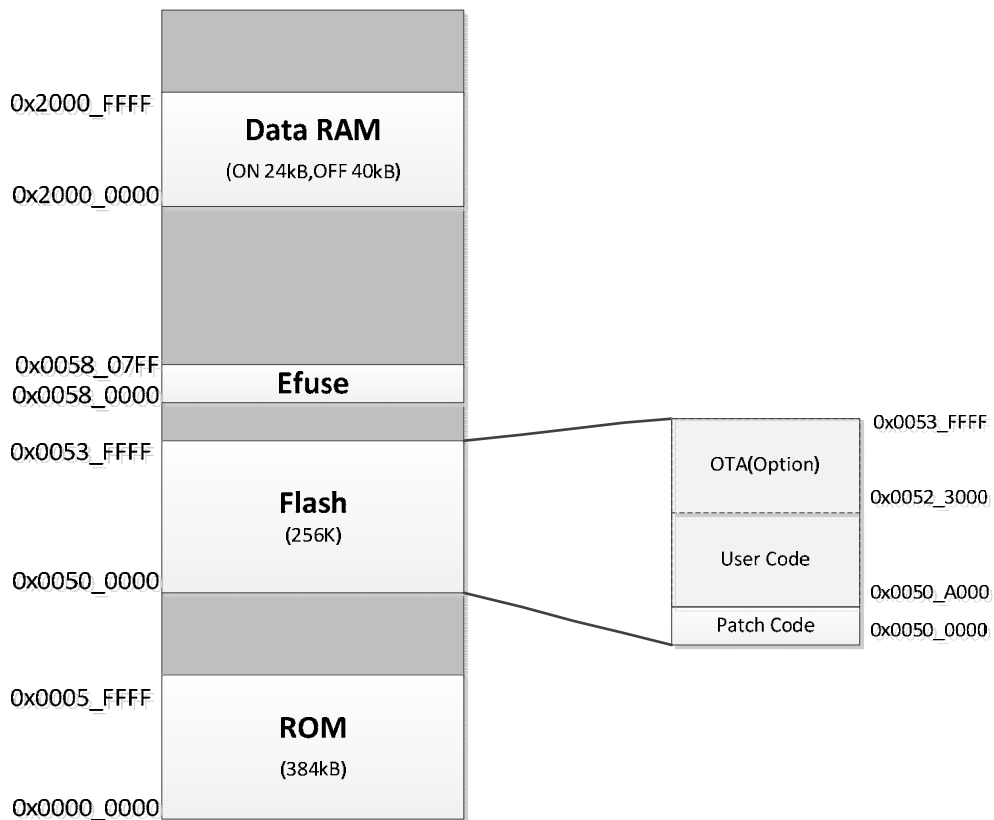 0x2000_FFFF
Data RAM
(ON 24kB,OFF 40kB)
0x2000_0000
0x0058_07FF
Efuse
0x0058_0000
0x0053_FFFF
Flash
(256K)
0x0050_0000
0x0005_FFFF
ROM
(384kB)
0x0000_0000
0x0053_FFFF
OTA(Option)
0x0052_3000
User Code
0x0050_A000
Patch Code
0x0050_0000